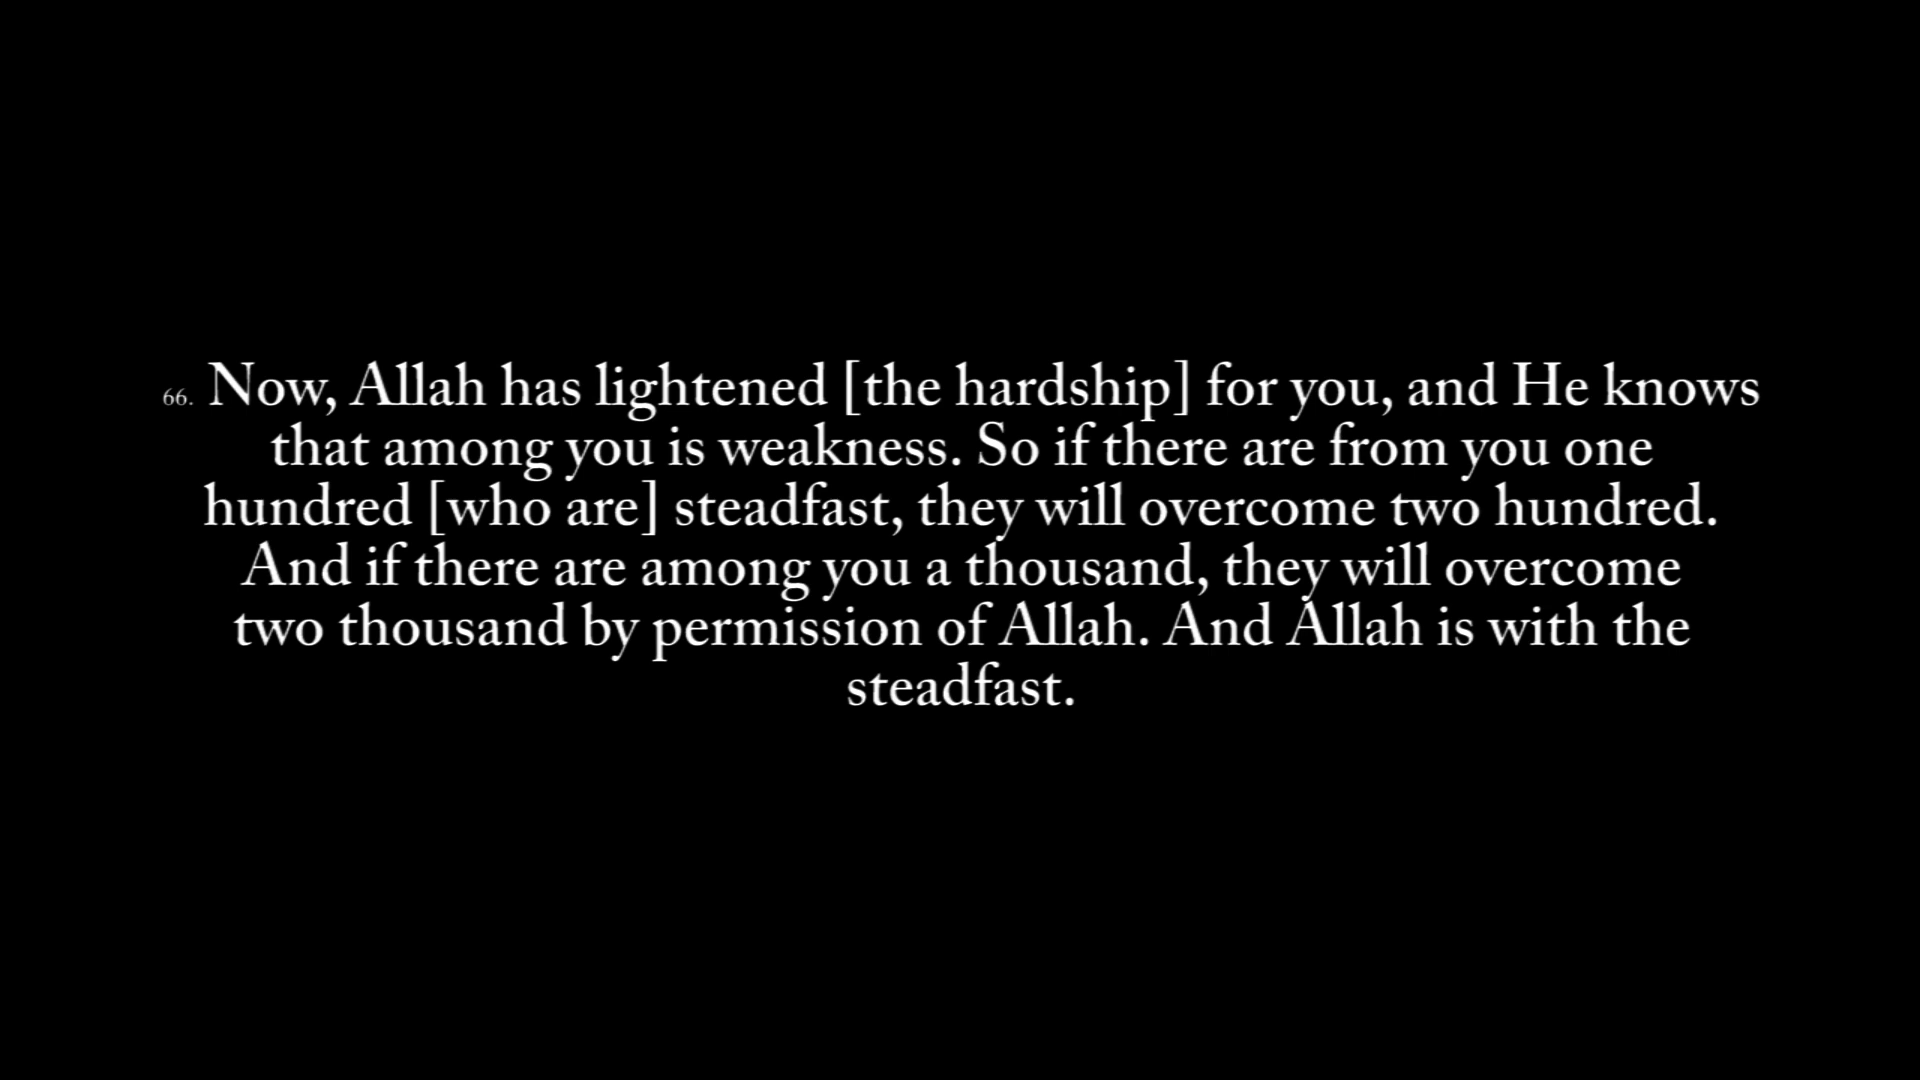 66. Now, Allah has lightened [the hardship] for you, and He knows
that among you is weakness. So if there are from you one
hundred [who are] steadfast, they will overcome two hundred.
And if there are among you a thousand, they will overcome
two thousand by permission of Allah. And Allah is with the
steadfast.